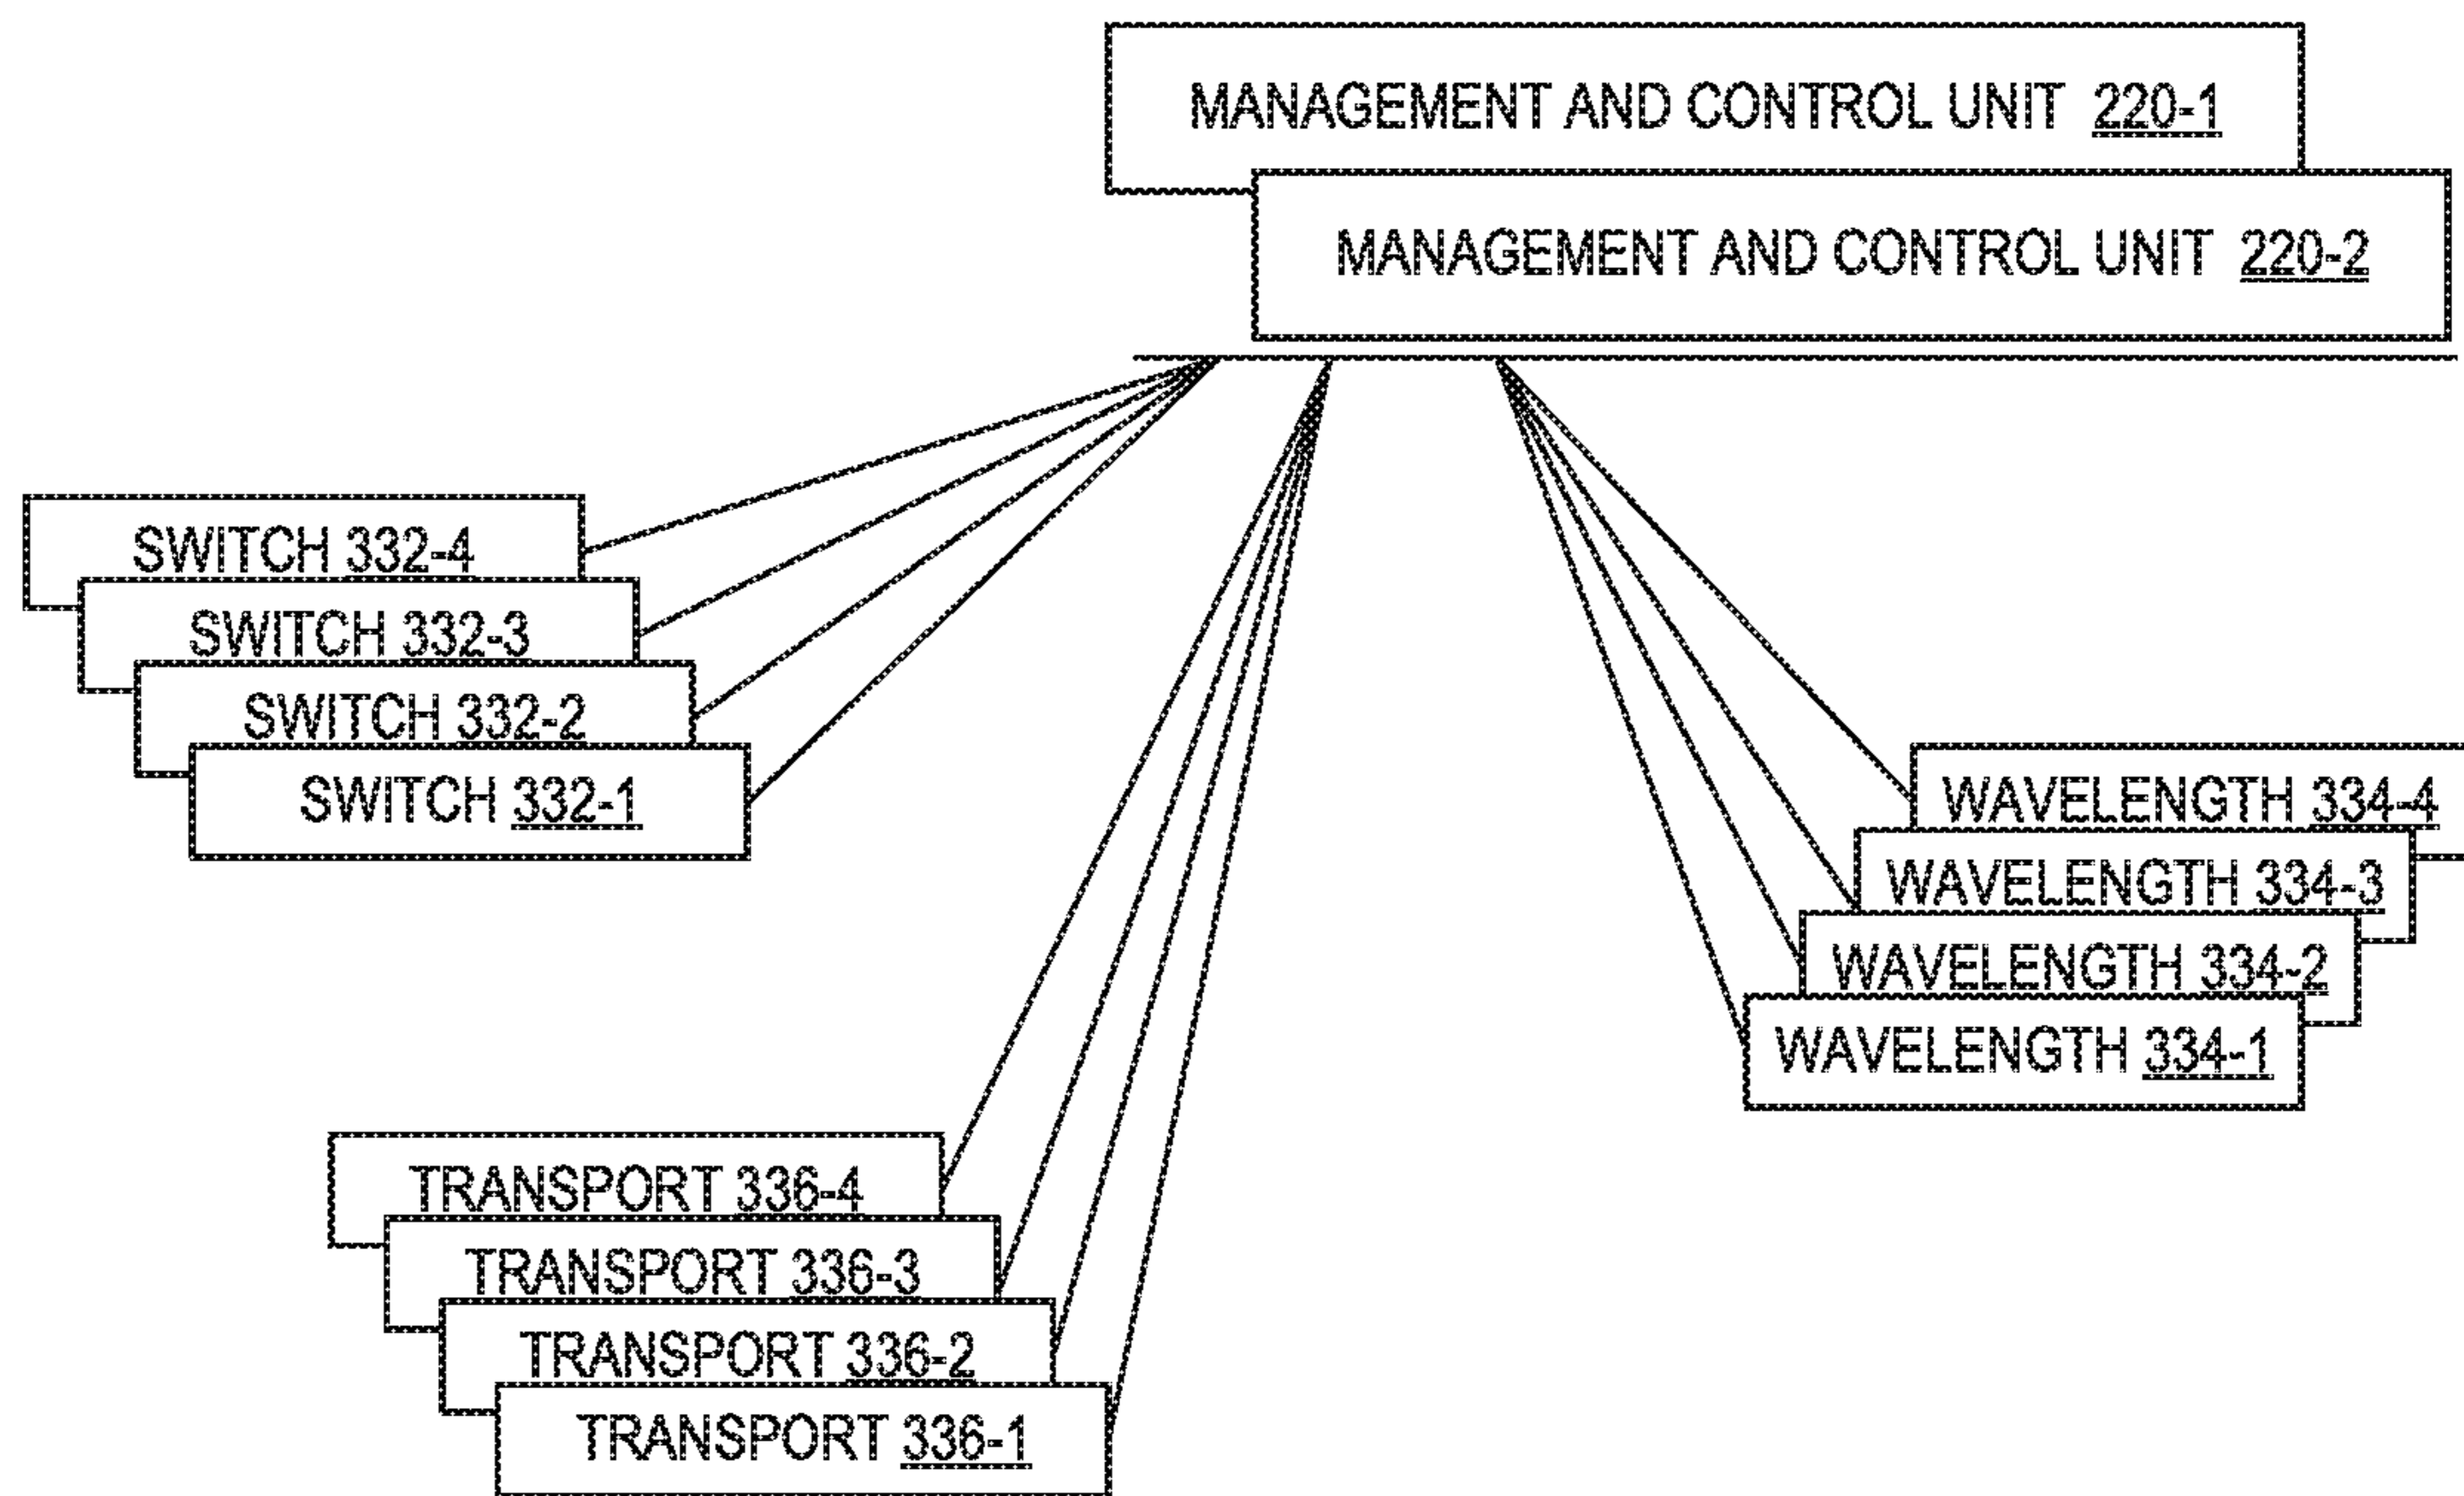 MANAGEMENT AND CONTROL UNIT 220-1
MANAGEMENT AND CONTROL UNIT 220-2
SWITCH 332-4
SWITCH 332-3
SWITCH 332-2
SWITCH 332-1
WAVELENGTH 334-4
WAVELENGTH 334-3
WAVELENGTH 334-2
WAVELENGTH 334-1
TRANSPORT 336-4
TRANSPORT 336-3
TRANSPORT 336-2
TRANSPORT 336-1